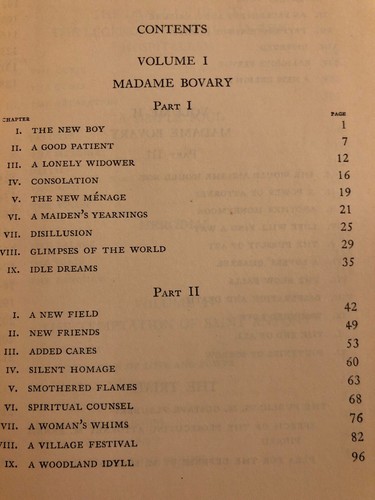 CONTENTS
VOLUME I
MADAME BOVARY
PART I
CHAPTER PAGE
I. THE NEW BOY 1
II. A GOOD PATIENT 7
III. A LONELY WIDOWER 12
IV. CONSOLATION 16
V. THE NEW MÉNAGE 19
VI. A MAIDEN'S YEARNINGS 21
VII. DISILLUSION 25
VIII. GLIMPSES OF THE WORLD 29
IX. IDLE DREAMS 35
PART II
I. A NEW FIELD 42
II. NEW FRIENDS 49
III. ADDED CARES 53
IV. SILENT HOMAGE 60
V. SMOTHERED FLAMES 63
VI. SPIRITUAL COUNSEL 68
VII. A WOMAN'S WHIMS 76
VIII. A VILLAGE FESTIVAL 82
IX. A WOODLAND IDYLL 96